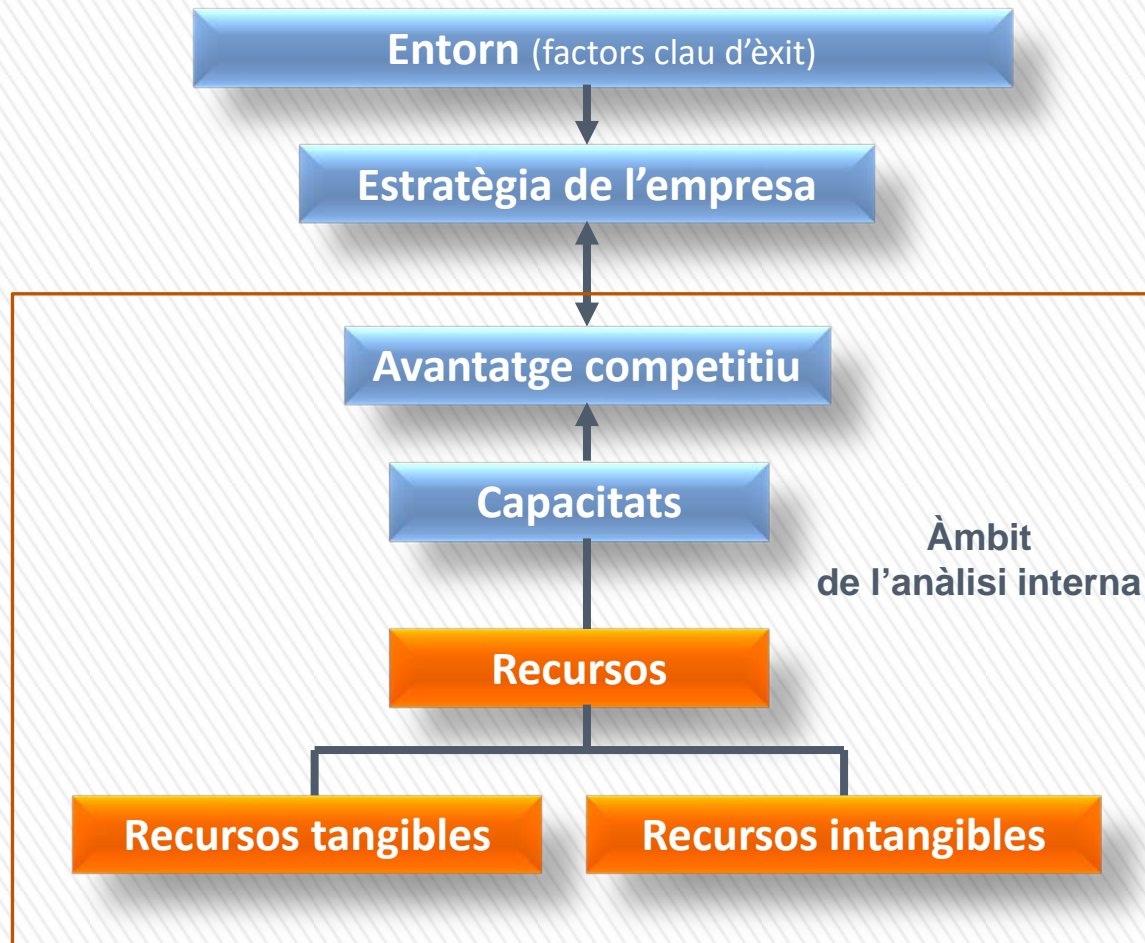 Entorn (factors clau d’èxit)
Estratègia de l’empresa
Avantatge competitiu
Capacitats
Àmbit
de l’anàlisi interna
Recursos
Recursos tangibles
Recursos intangibles